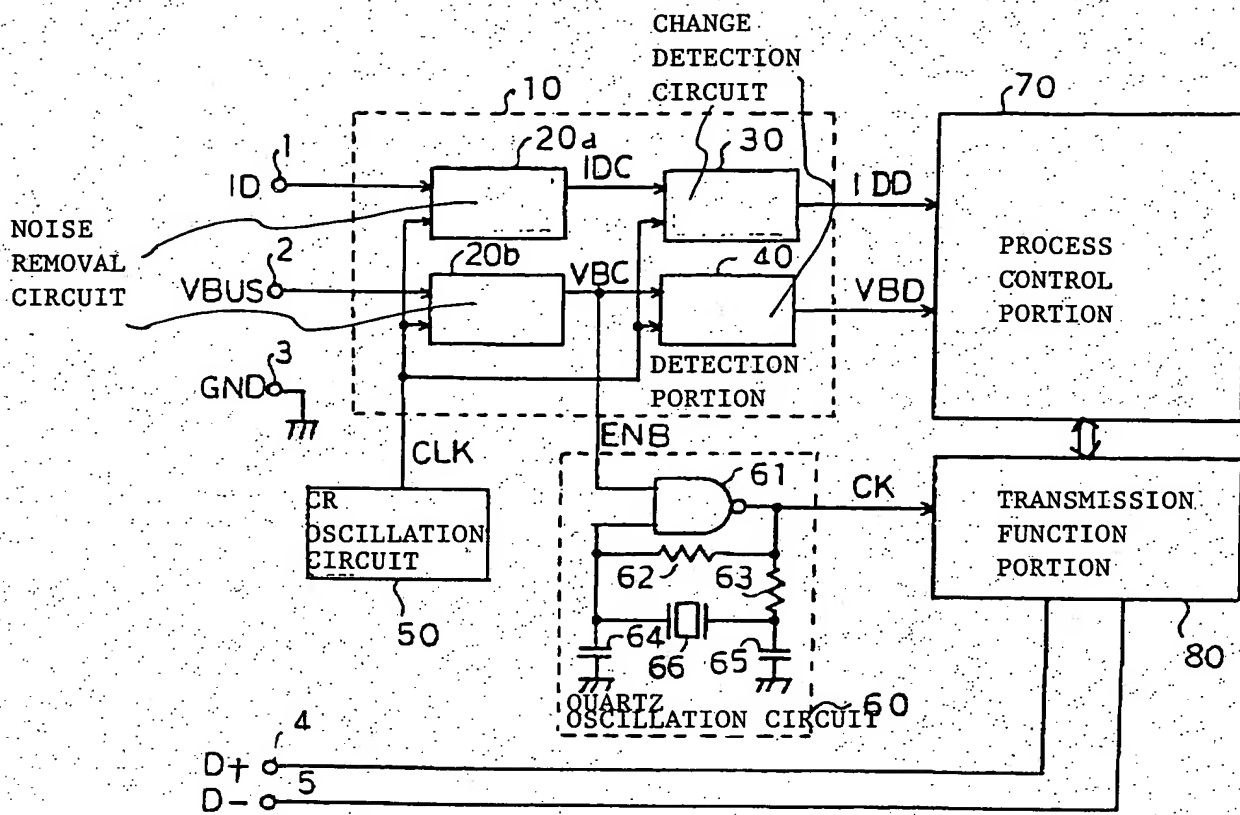 CHANGE
DETECTION
CIRCUIT
10
70
1
ID
20a
IDC
30
IDD
NOISE
REMOVAL
CIRCUIT
2
VBUS
20b
VBC
40
VBD
PROCESS
CONTROL
PORTION
3
GND
DETECTION
PORTION
CLK
ENB
61
CK
CR
OSCILLATION
CIRCUIT
50
62
63
64
66
65
TRANSMISSION
FUNCTION
PORTION
80
QUARTZ
OSCILLATION CIRCUIT
60
4
D+
5
D-